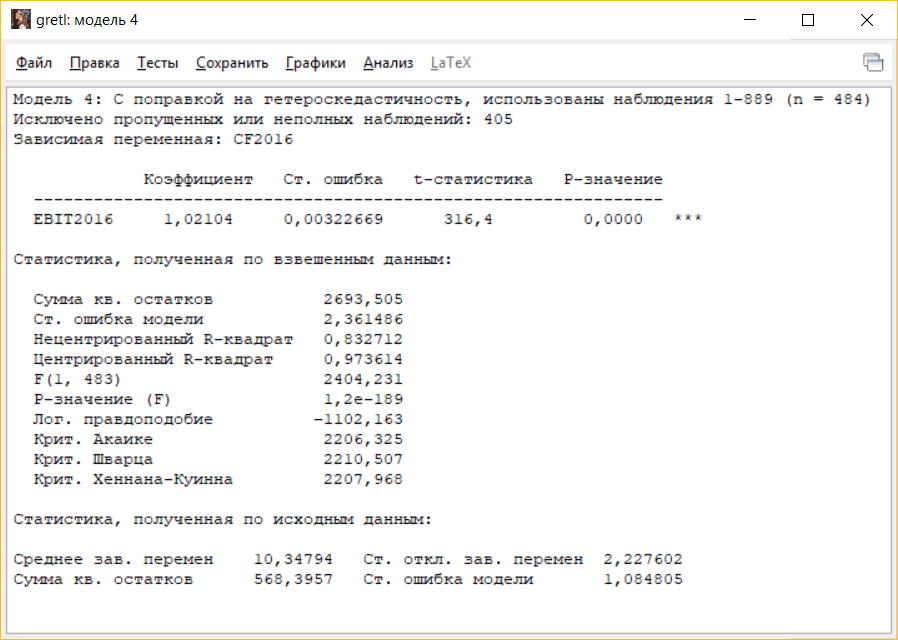 gretl: модель 4
Файл Правка Тесты Сохранить Графики Анализ LaTeX
Модель 4: С поправкой на гетероскедастичность, использованы наблюдения 1-889 (n = 484)
Исключено пропущенных или неполных наблюдений: 405
Зависимая переменная: CF2016
Коэффициент Ст. ошибка t-статистика P-значение
---------------------------------------------------------------
EBIT2016 1,02104 0,00322669 316,4 0,0000 ***
Статистика, полученная по взвешенным данным:
Сумма кв. остатков 2693,505
Ст. ошибка модели 2,361486
Нецентрированный R-квадрат 0,832712
Центрированный R-квадрат 0,973614
F(1, 483) 2404,231
P-значение (F) 1,2e-189
Лог. правдоподобие -1102,163
Крит. Акаике 2206,325
Крит. Шварца 2210,507
Крит. Хеннана-Куинна 2207,968
Статистика, полученная по исходным данным:
Среднее зав. перемен 10,34794 Ст. откл. зав. перемен 2,227602
Сумма кв. остатков 568,3957 Ст. ошибка модели 1,084805